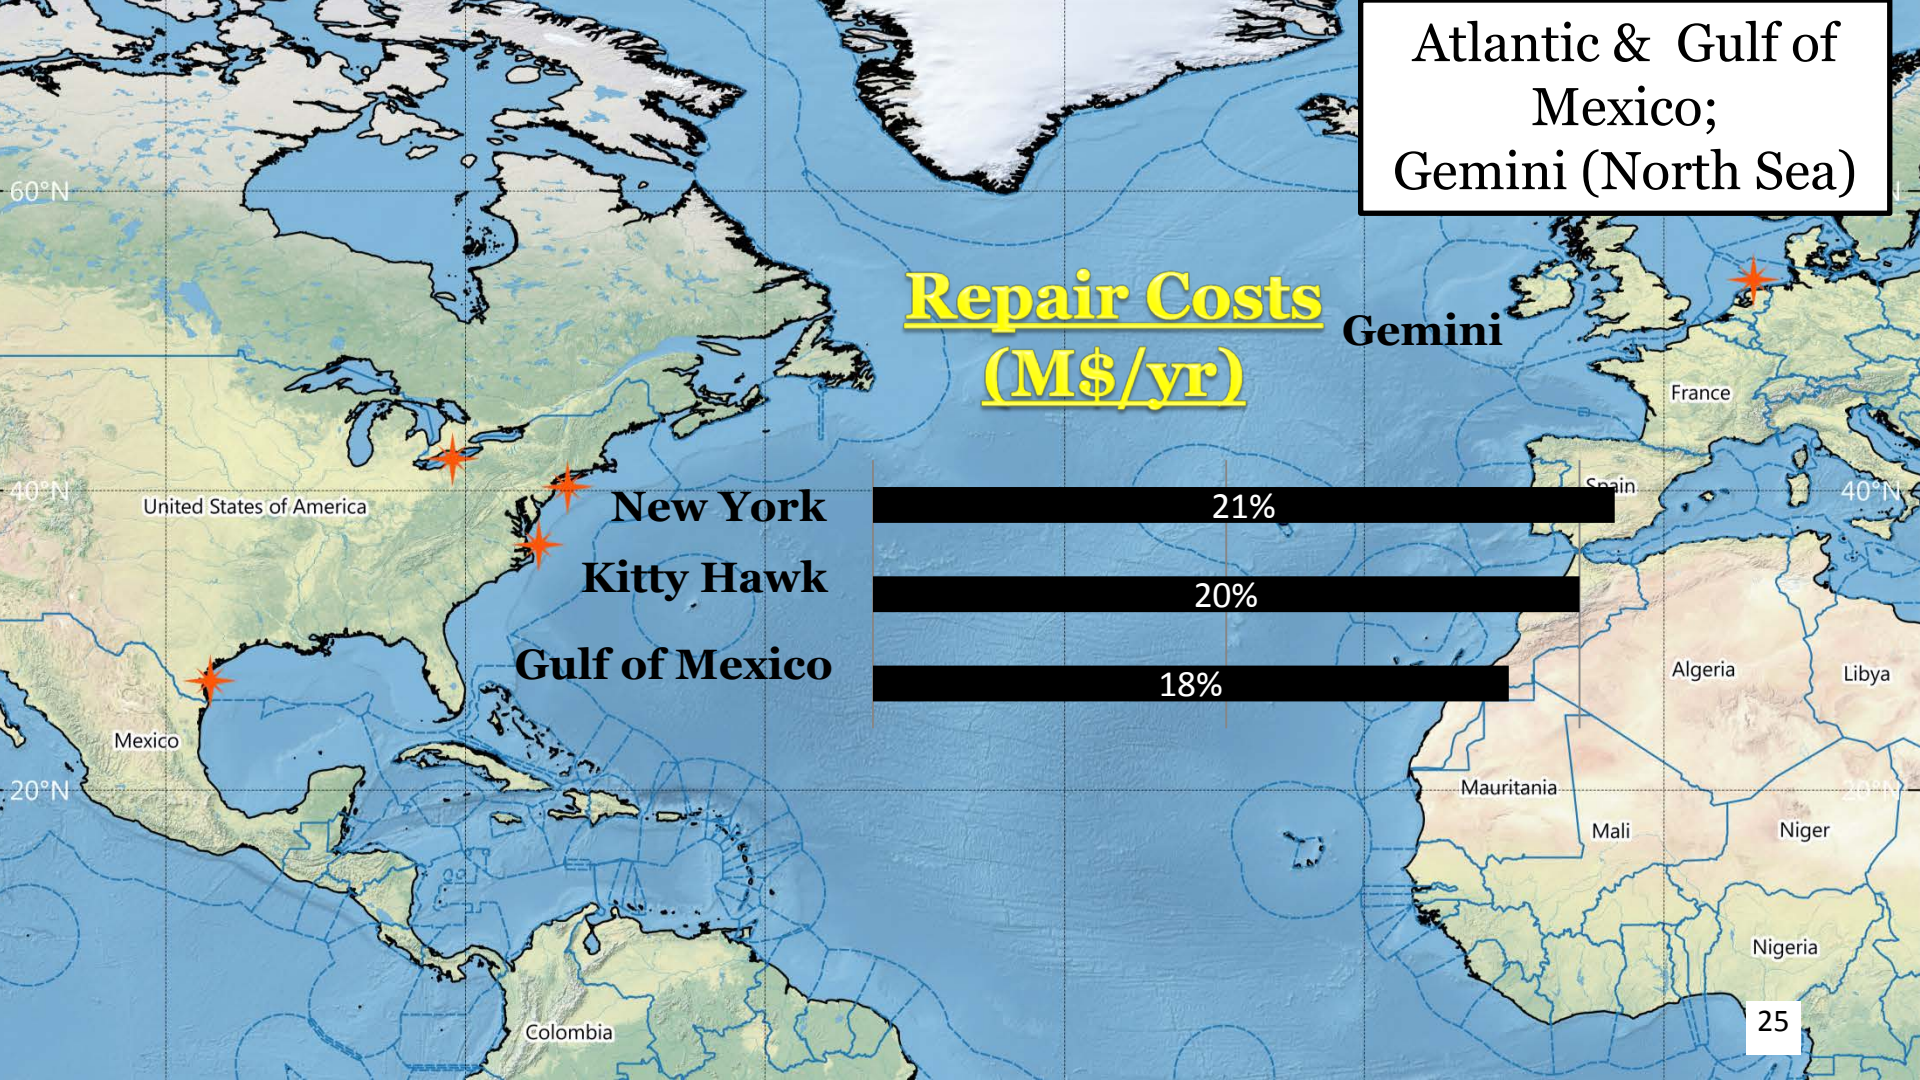 Atlantic & Gulf of
Mexico;
Gemini (North Sea)
60°N
Repair Costs
(M$/yr)
Gemini
France
40°N
United States of America
New York
21%
Spain
40°N
Kitty Hawk
20%
Gulf of Mexico
18%
Algeria
Libya
Mexico
20°N
Mauritania
20°N
Mali
Niger
Nigeria
Colombia
25